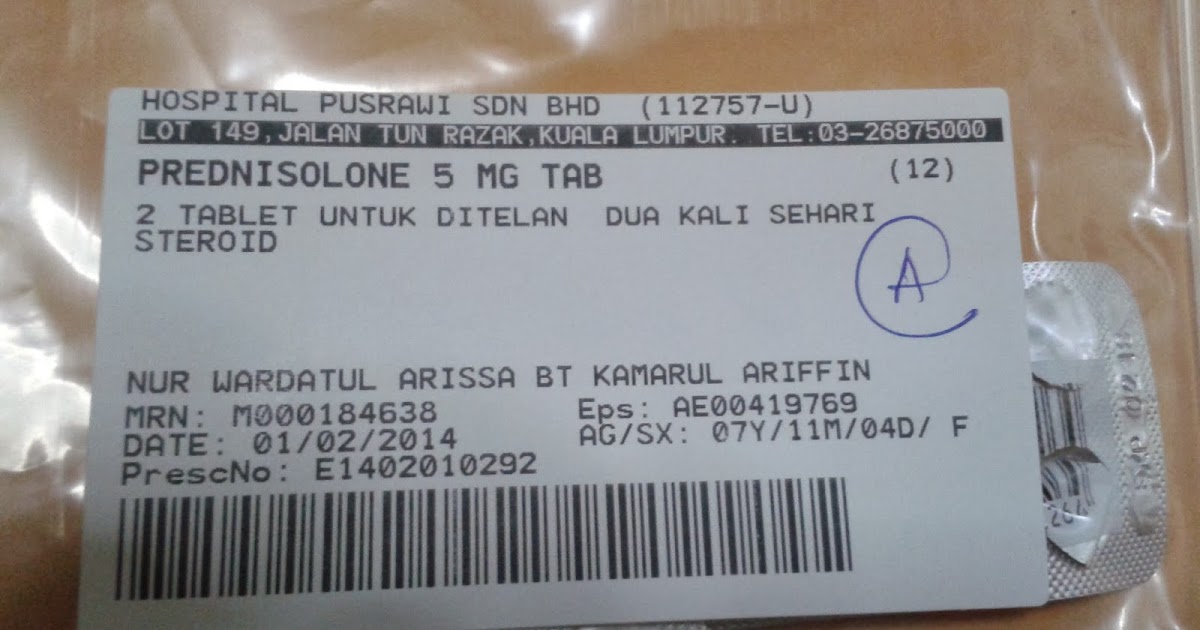 HOSPITAL PUSRAWI SDN BHD (112757-U)
LOT 149,JALAN TUN RAZAK,KUALA LUMPUR. TEL:03-26875000
PREDNISOLONE 5 MG TAB (12)
2 TABLET UNTUK DITELAN DUA KALI SEHARI
STEROID
A
NUR WARDATUL ARISSA BT KAMARUL ARIFFIN
MRN: M000184638 Eps: AE00419769
DATE: 01/02/2014 AG/SX: 07Y/11M/04D/ F
PrescNo: E1402010292